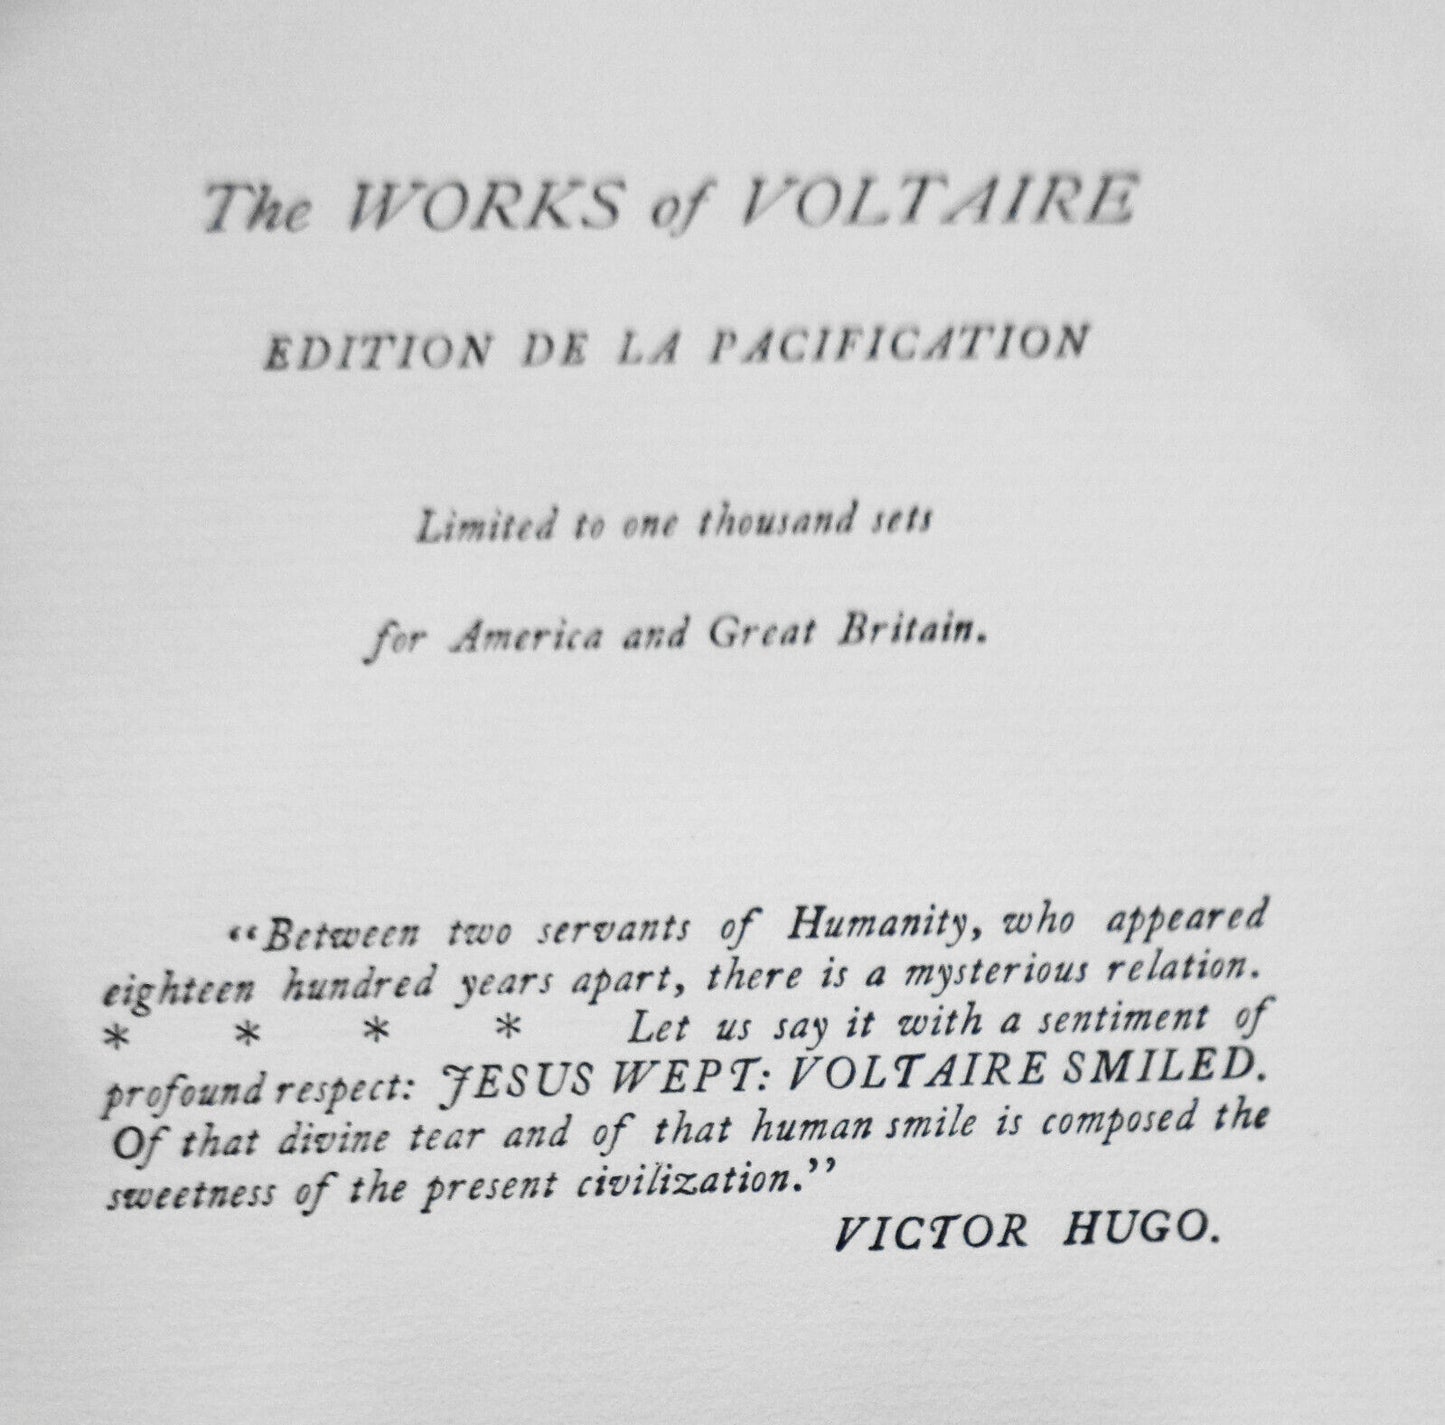 The WORKS of VOLTAIRE
EDITION DE LA PACIFICATION
Limited to one thousand sets
for America and Great Britain.
“Between two servants of Humanity, who appeared
eighteen hundred years apart, there is a mysterious relation.
* * * * Let us say it with a sentiment of
profound respect: JESUS WEPT: VOLTAIRE SMILED.
Of that divine tear and of that human smile is composed the
sweetness of the present civilization.”
VICTOR HUGO.